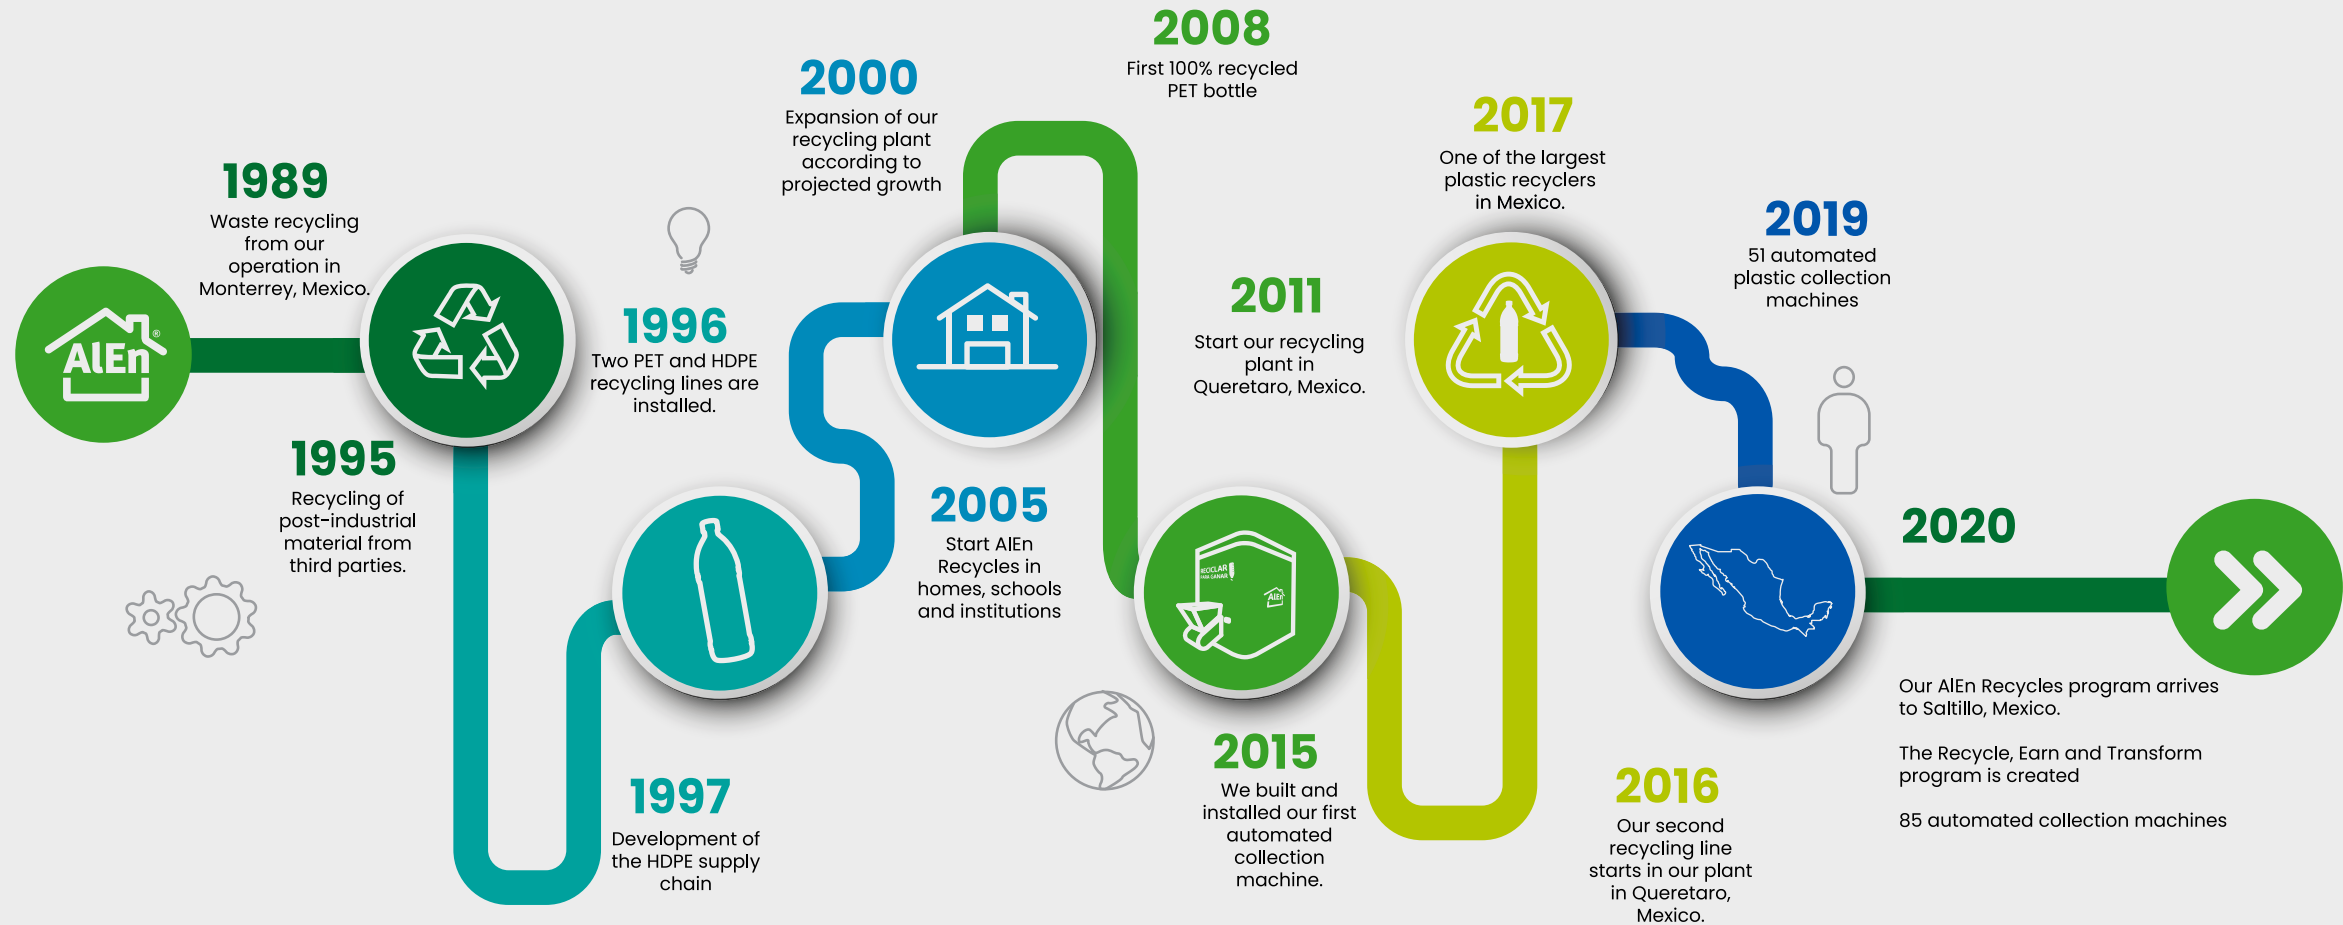 AlEn®
1989
Waste recycling
from our
operation in
Monterrey, Mexico.
1995
Recycling of
post-industrial
material from
third parties.
1996
Two PET and HDPE
recycling lines are
installed.
1997
Development of
the HDPE supply
chain
2000
Expansion of our
recycling plant
according to
projected growth
2005
Start AlEn
Recycles in
homes, schools
and institutions
2008
First 100% recycled
PET bottle
2011
Start our recycling
plant in
Queretaro, Mexico.
RECICLAR
PARA GANAR
AlEn
2015
We built and
installed our first
automated
collection
machine.
2016
Our second
recycling line
starts in our plant
in Queretaro,
Mexico.
2017
One of the largest
plastic recyclers
in Mexico.
2019
51 automated
plastic collection
machines
2020
Our AlEn Recycles program arrives
to Saltillo, Mexico.
The Recycle, Earn and Transform
program is created
85 automated collection machines